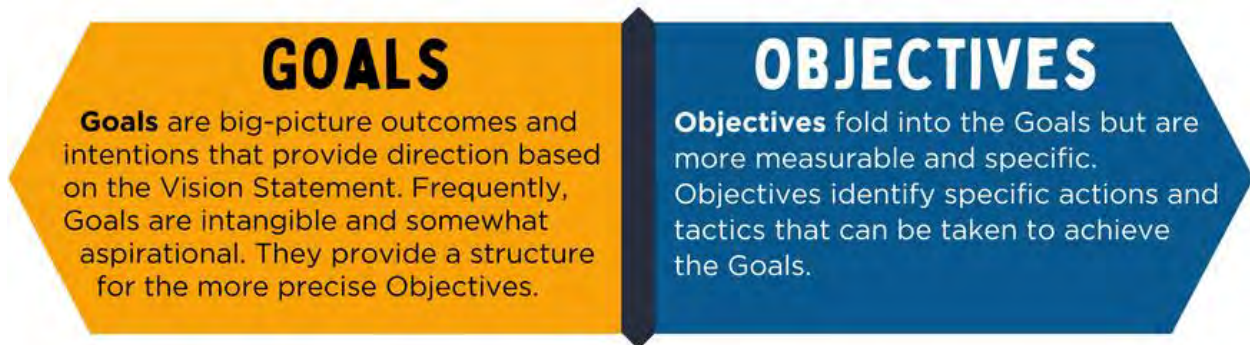 GOALS
Goals are big-picture outcomes and
intentions that provide direction based
on the Vision Statement. Frequently,
Goals are intangible and somewhat
aspirational. They provide a structure
for the more precise Objectives.
OBJECTIVES
Objectives fold into the Goals but are
more measurable and specific.
Objectives identify specific actions and
tactics that can be taken to achieve
the Goals.